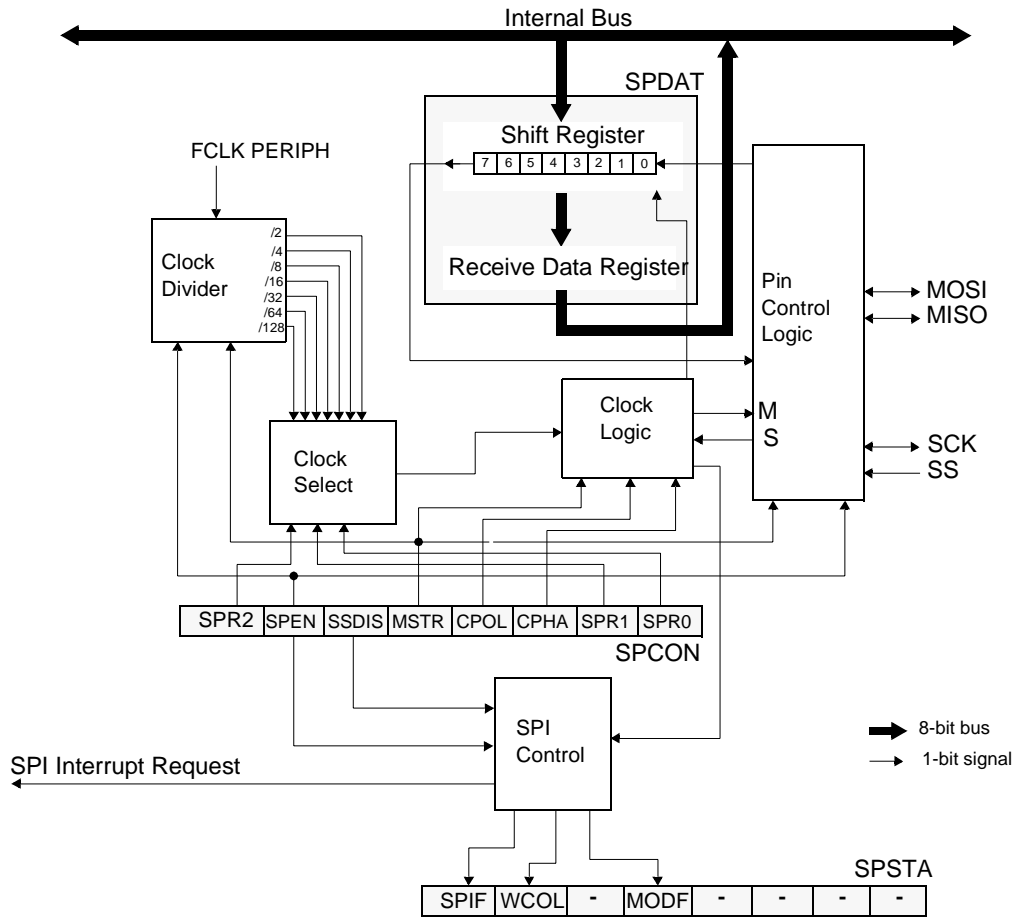 Internal Bus
SPDAT
Shift Register
7 6 5 4 3 2 1 0
FCLK PERIPH
/2
/4
/8
/16
/32
/64
/128
Clock
Divider
Receive Data Register
Pin
Control
Logic
MOSI
MISO
Clock
Logic
M
S
SCK
SS
Clock
Select
SPR2 SPEN SSDIS MSTR CPOL CPHA SPR1 SPR0
SPCON
SPI
Control
8-bit bus
1-bit signal
SPI Interrupt Request
SPSTA
SPIF WCOL - MODF - - - -